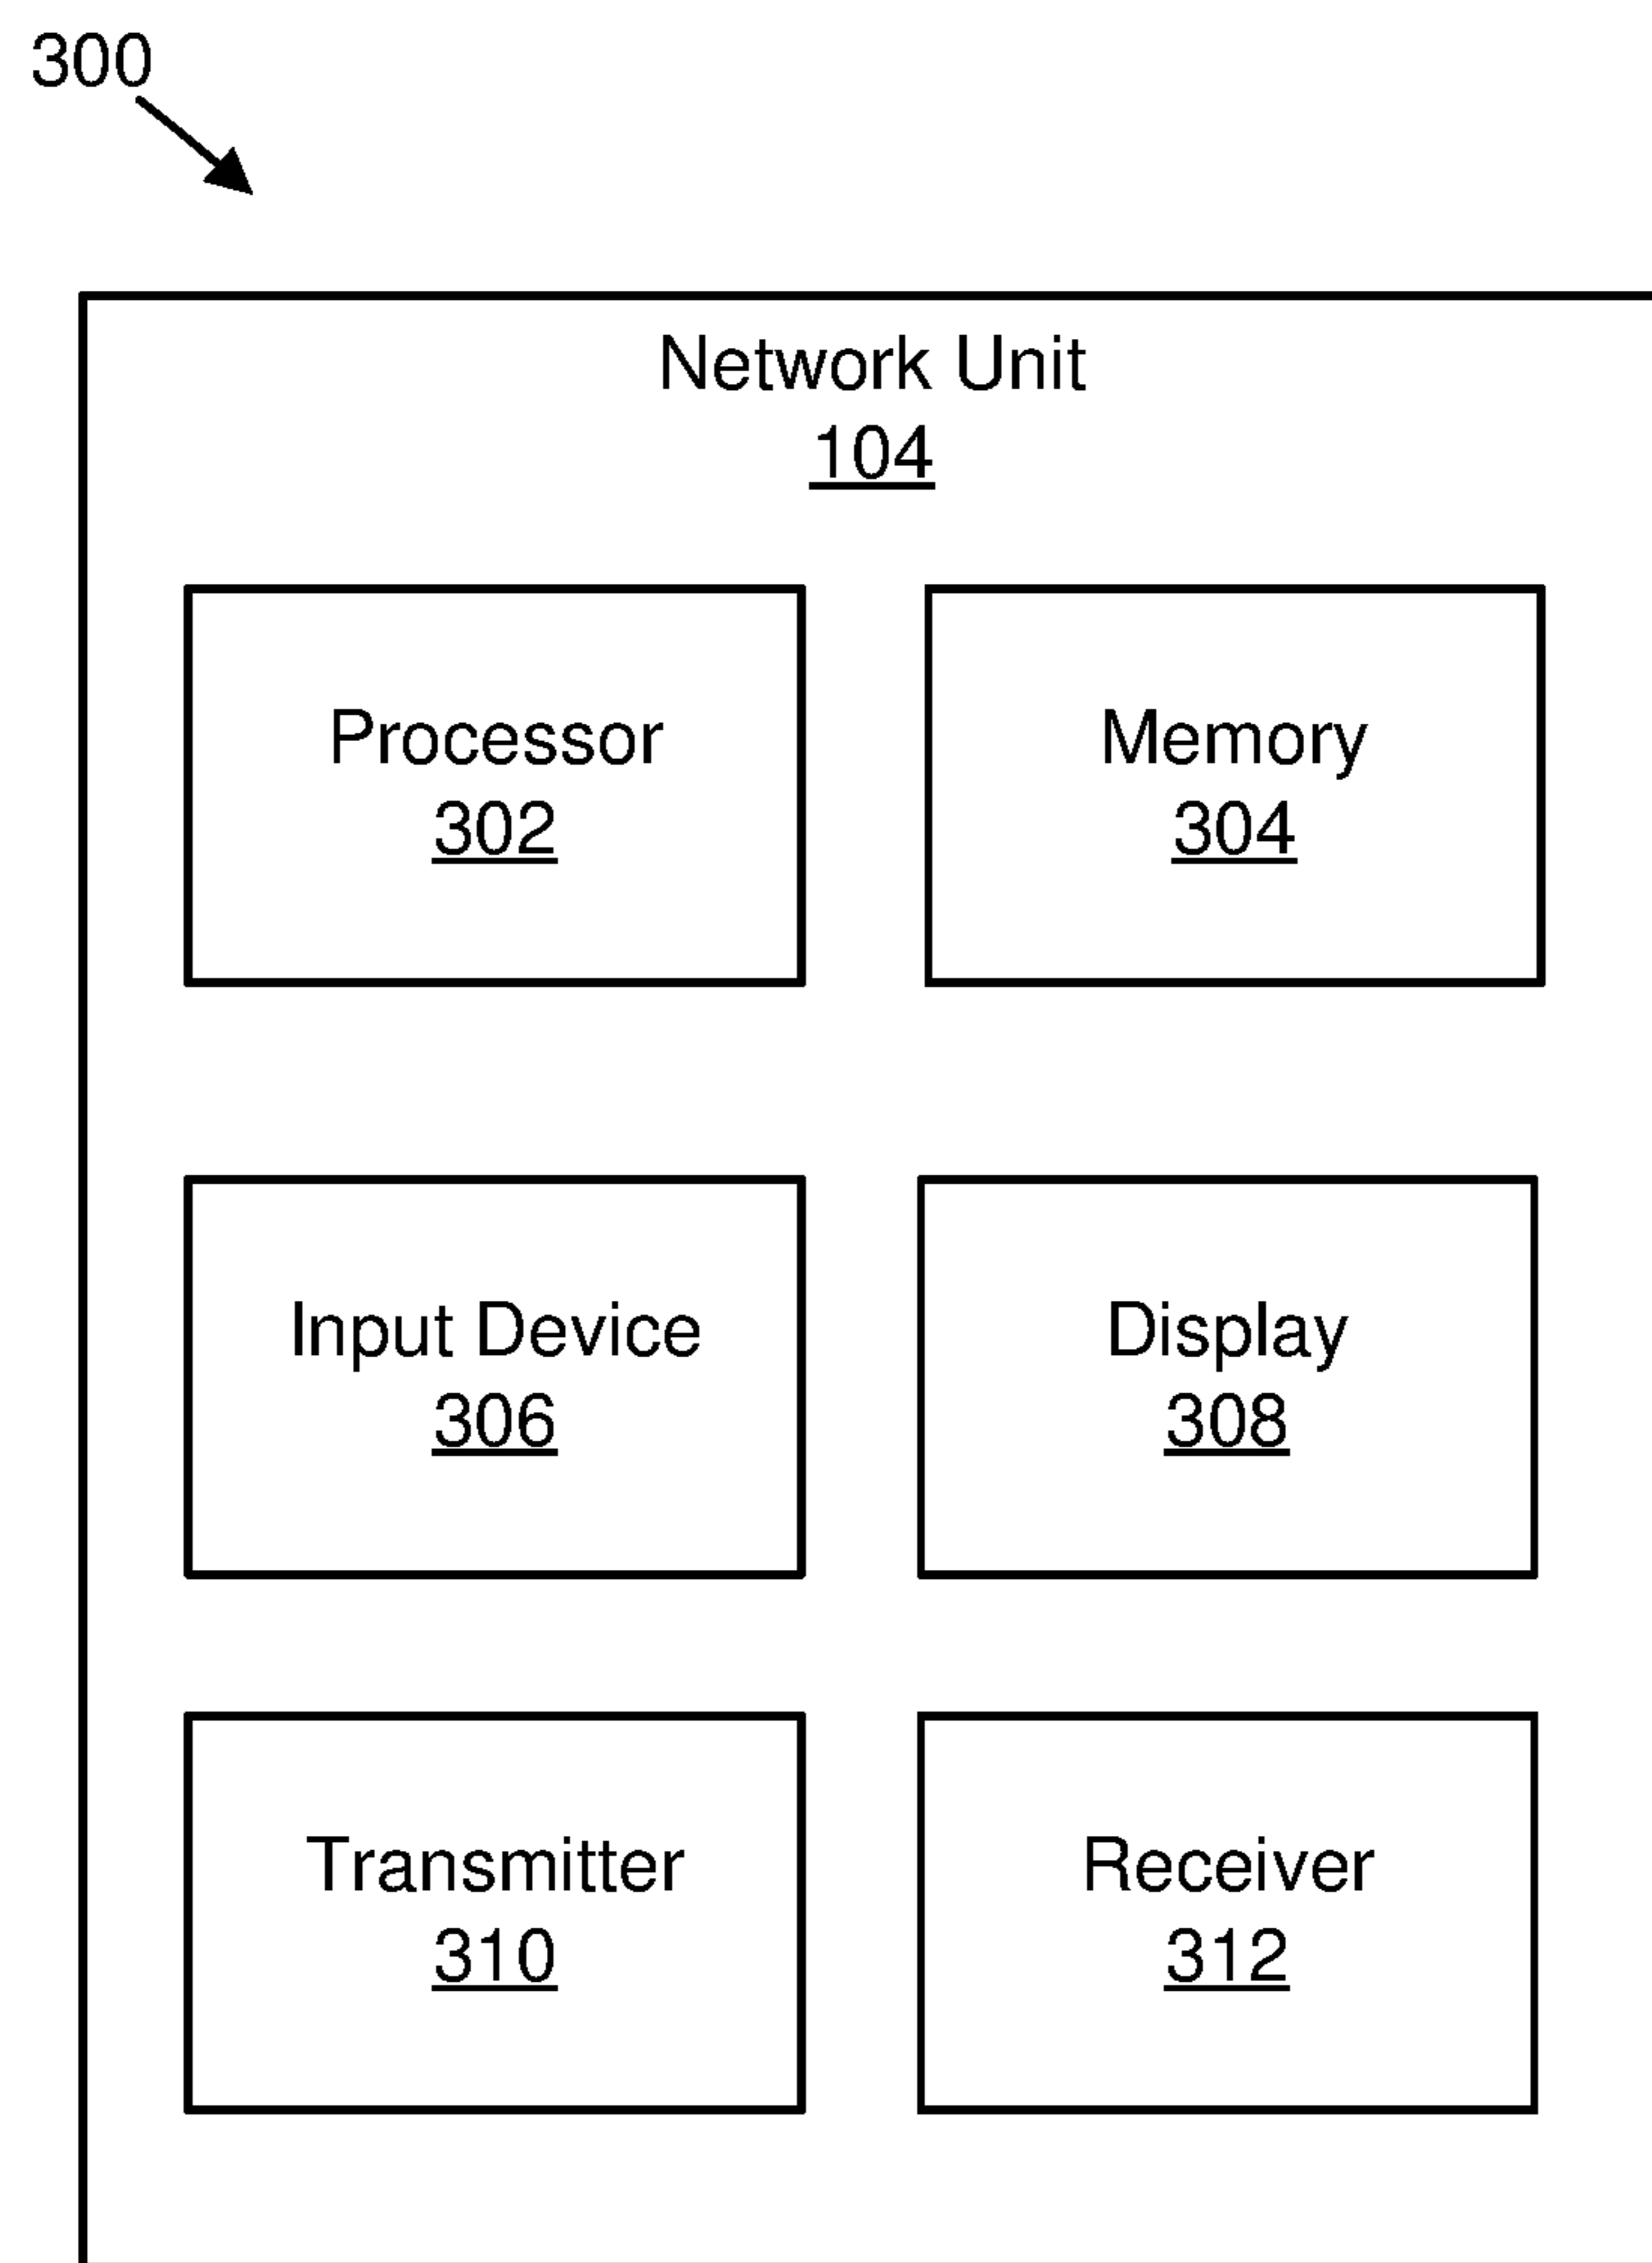 300
Network Unit
104
Processor
302
Memory
304
Input Device
306
Display
308
Transmitter
310
Receiver
312